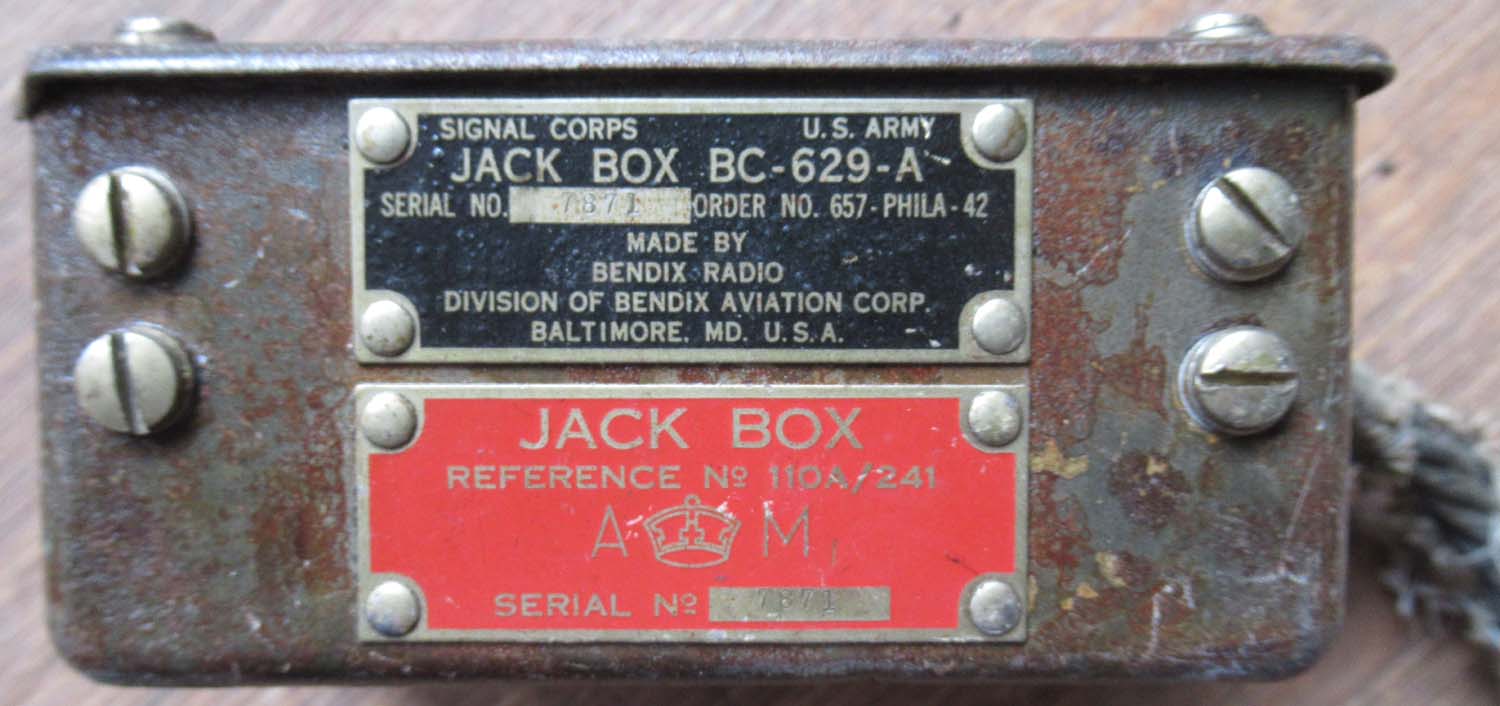 SIGNAL CORPS U.S. ARMY
JACK BOX BC-629-A
SERIAL NO. 7871 ORDER NO. 657-PHILA-42
MADE BY
BENDIX RADIO
DIVISION OF BENDIX AVIATION CORP.
BALTIMORE, MD. U.S.A.
JACK BOX
REFERENCE Nº 110A/241
A M
SERIAL Nº 7871